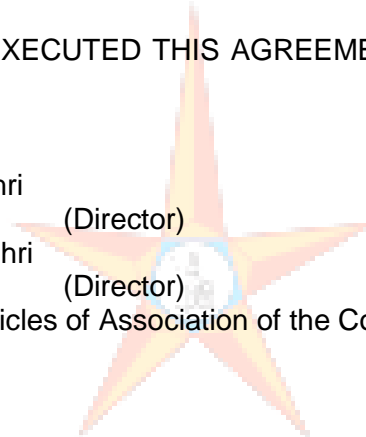 XECUTED THIS AGREEME
hri
(Director)
hri
(Director)
icles of Association of the Co